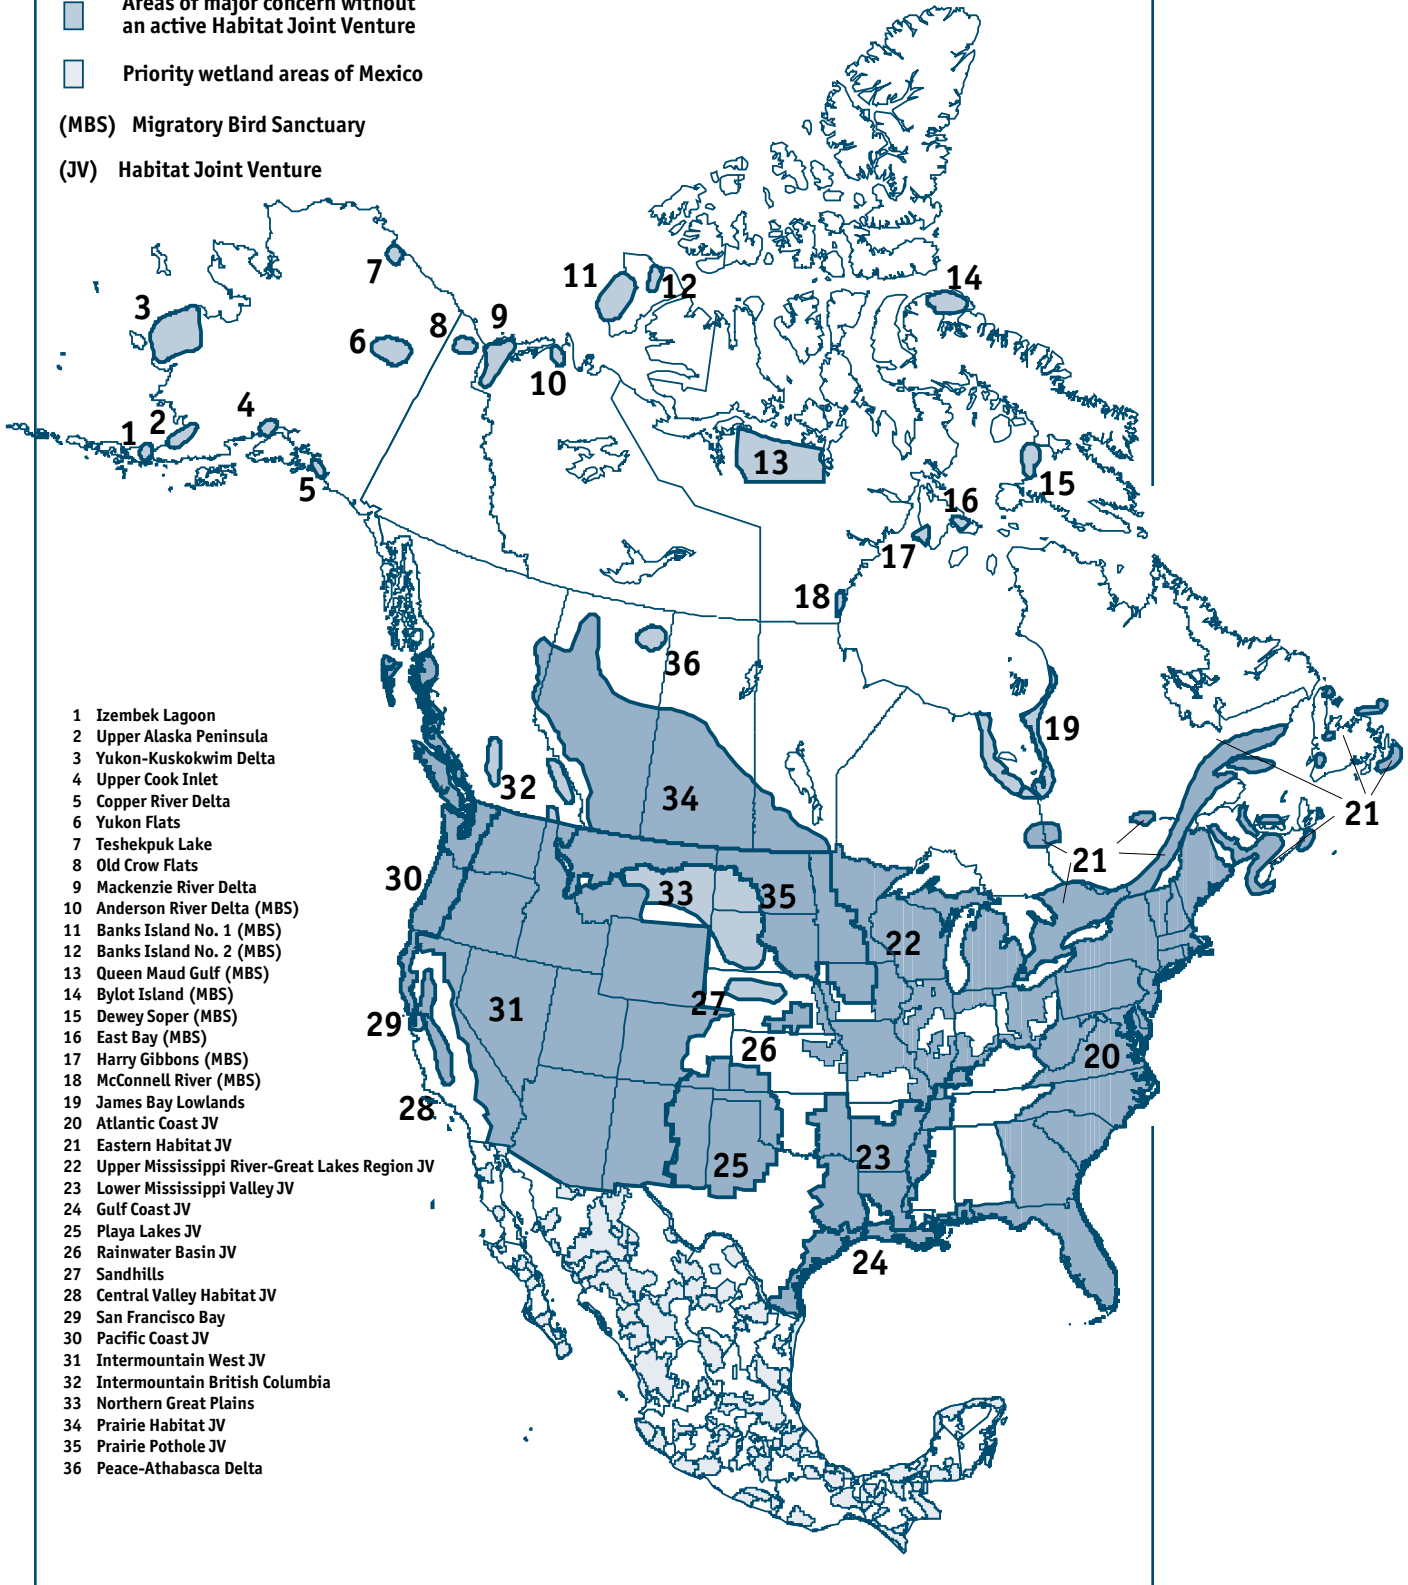 Areas of major concern without
an active Habitat Joint Venture
Priority wetland areas of Mexico
(MBS) Migratory Bird Sanctuary
(JV) Habitat Joint Venture
1
2
3
4
5
6
7
8
9
10
11
12
13
14
15
16
17
18
19
20
21
21
22
23
24
25
26
27
28
29
30
31
32
33
34
35
36
1 Izembek Lagoon
2 Upper Alaska Peninsula
3 Yukon-Kuskokwim Delta
4 Upper Cook Inlet
5 Copper River Delta
6 Yukon Flats
7 Teshekpuk Lake
8 Old Crow Flats
9 Mackenzie River Delta
10 Anderson River Delta (MBS)
11 Banks Island No. 1 (MBS)
12 Banks Island No. 2 (MBS)
13 Queen Maud Gulf (MBS)
14 Bylot Island (MBS)
15 Dewey Soper (MBS)
16 East Bay (MBS)
17 Harry Gibbons (MBS)
18 McConnell River (MBS)
19 James Bay Lowlands
20 Atlantic Coast JV
21 Eastern Habitat JV
22 Upper Mississippi River-Great Lakes Region JV
23 Lower Mississippi Valley JV
24 Gulf Coast JV
25 Playa Lakes JV
26 Rainwater Basin JV
27 Sandhills
28 Central Valley Habitat JV
29 San Francisco Bay
30 Pacific Coast JV
31 Intermountain West JV
32 Intermountain British Columbia
33 Northern Great Plains
34 Prairie Habitat JV
35 Prairie Pothole JV
36 Peace-Athabasca Delta